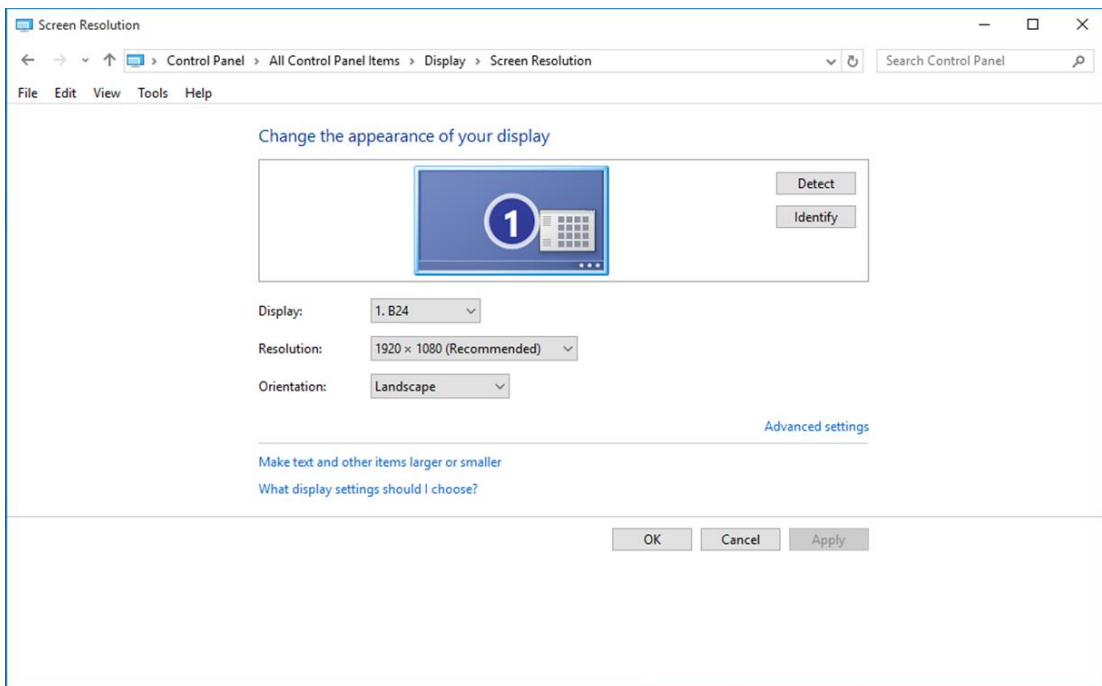 Screen Resolution
Control Panel > All Control Panel Items > Display > Screen Resolution
Search Control Panel
File Edit View Tools Help
Change the appearance of your display
1
Detect
Identify
Display: 1. B24
Resolution: 1920 × 1080 (Recommended)
Orientation: Landscape
Advanced settings
Make text and other items larger or smaller
What display settings should I choose?
OK Cancel Apply